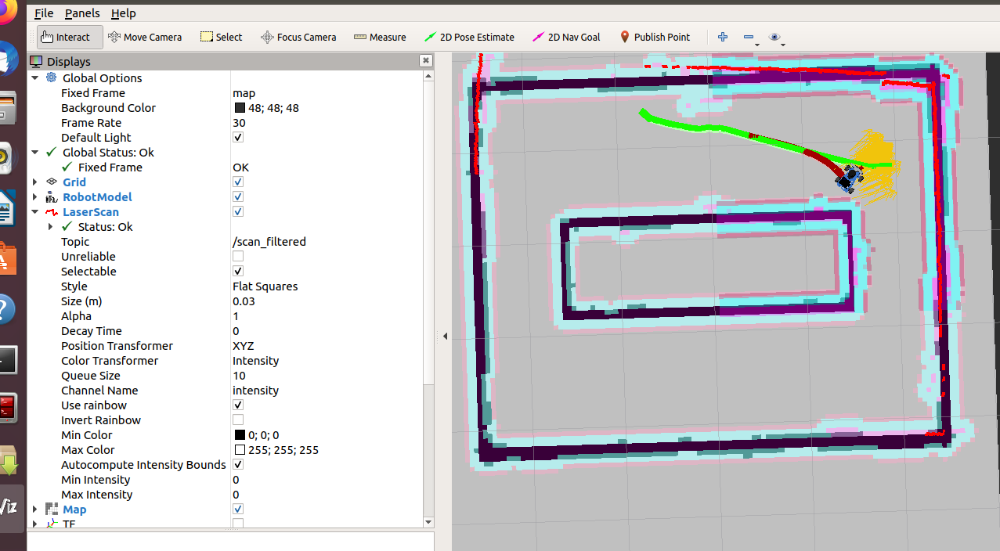 File Panels Help
Interact Move Camera Select Focus Camera Measure 2D Pose Estimate 2D Nav Goal Publish Point
Displays
Global Options
Fixed Frame map
Background Color 48; 48; 48
Frame Rate 30
Default Light
Global Status: Ok
Fixed Frame OK
Grid
RobotModel
LaserScan
Status: Ok
Topic /scan_filtered
Unreliable
Selectable
Style Flat Squares
Size (m) 0.03
Alpha 1
Decay Time 0
Position Transformer XYZ
Color Transformer Intensity
Queue Size 10
Channel Name intensity
Use rainbow
Invert Rainbow
Min Color 0; 0; 0
Max Color 255; 255; 255
Autocompute Intensity Bounds
Min Intensity 0
Max Intensity 0
Map
TF